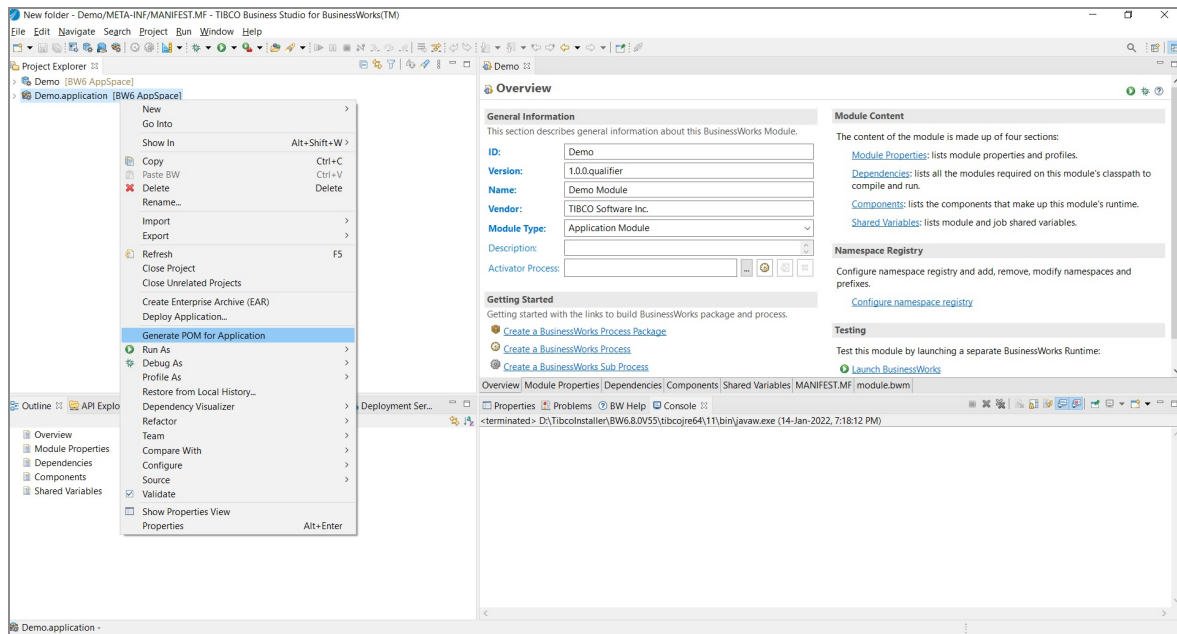 New folder - Demo/META-INF/MANIFEST.MF - TIBCO Business Studio for BusinessWorks(TM)
File Edit Edit Navigate Search Project Run Window Help
Project Explorer
Demo [BW6 AppSpace]
Demo.application [BW6 AppSpace]
New
Go Into
Show In Alt+Shift+W >
Copy Ctrl+C
Paste BW Ctrl+V
Delete Delete
Rename...
Import
Export
Refresh F5
Close Project
Close Unrelated Projects
Create Enterprise Archive (EAR)
Deploy Application...
Generate POM for Application
Run As
Debug As
Profile As
Restore from Local History...
Dependency Visualizer
Refactor
Team
Compare With
Configure
Source
Validate
Show Properties View
Properties Alt+Enter
Demo
Overview
General Information
This section describes general information about this BusinessWorks Module.
ID: Demo
Version: 1.0.0.qualifier
Name: Demo Module
Vendor: TIBCO Software Inc.
Module Type: Application Module
Description:
Activator Process: ...
Getting Started
Getting started with the links to build BusinessWorks package and process.
Create a BusinessWorks Process Package
Create a BusinessWorks Process
Create a BusinessWorks Sub Process
Module Content
The content of the module is made up of four sections:
Module Properties: lists module properties and profiles.
Dependencies: lists all the modules required on this module's classpath to
compile and run.
Components: lists the components that make up this module's runtime.
Shared Variables: lists module and job shared variables.
Namespace Registry
Configure namespace registry and add, remove, modify namespaces and
prefixes.
Configure namespace registry
Testing
Test this module by launching a separate BusinessWorks Runtime:
Launch BusinessWorks
Overview Module Properties Dependencies Components Shared Variables MANIFEST.MF module.bwm
Outline API Explo Deployment Ser...
Overview
Module Properties
Dependencies
Components
Shared Variables
Properties Problems BW Help Console
<terminated> D:\TibcoInstaller\BW6.8.0V55\tibcojre64\11\bin\javaw.exe (14-Jan-2022, 7:18:12 PM)
Demo.application -